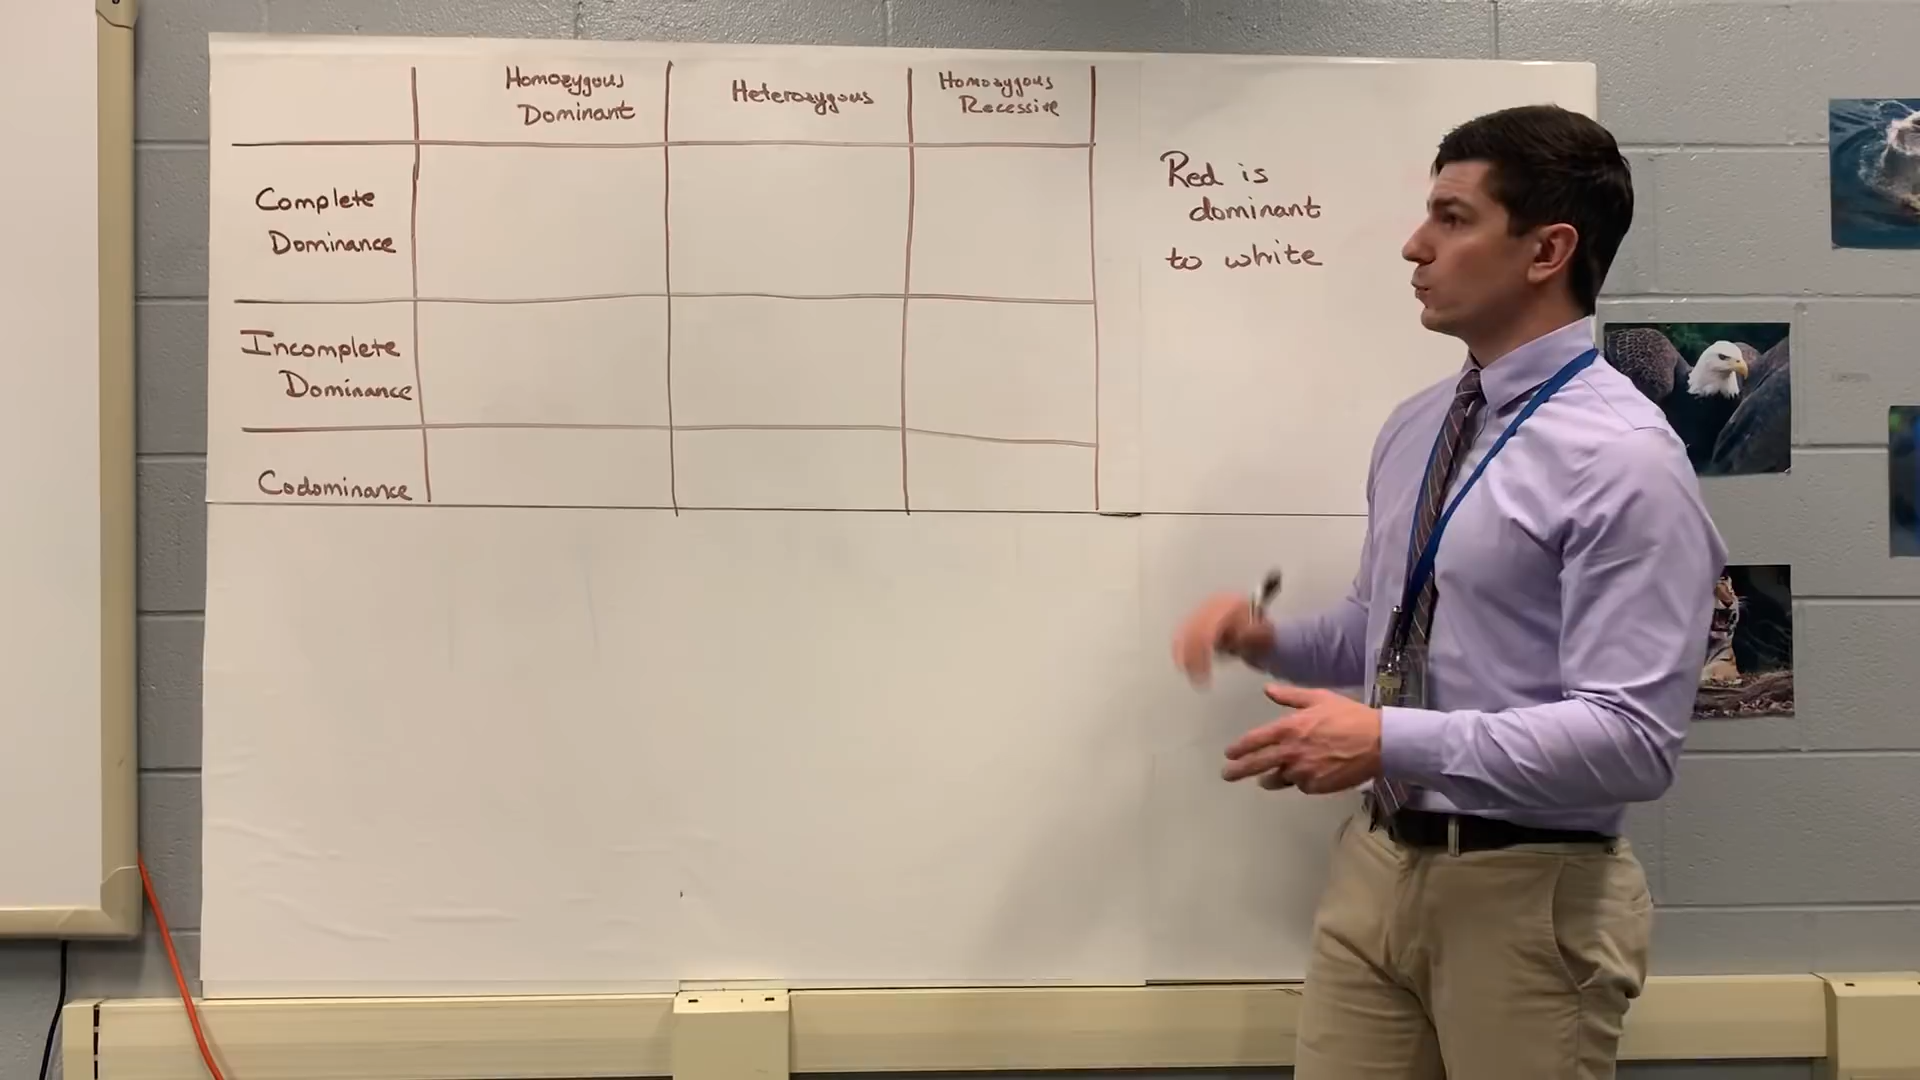 Homozygous
Dominant
Heterozygous
Homozygous
Recessive
Complete
Dominance
Incomplete
Dominance
Codominance
Red is
dominant
to white